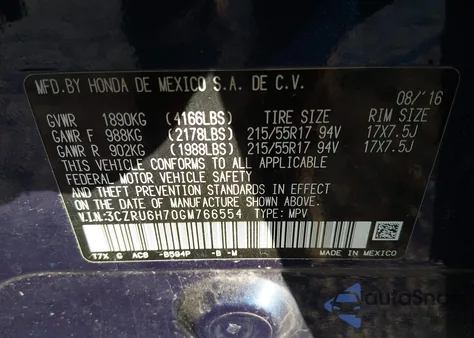 MFD.BY HONDA DE MEXICO S.A. DE C.V.
08/'16
GVWR 1890KG (4166LBS) TIRE SIZE RIM SIZE
GAWR F 988KG (2178LBS) 215/55R17 94V 17X7.5J
GAWR R 902KG (1988LBS) 215/55R17 94V 17X7.5J
THIS VEHICLE CONFORMS TO ALL APPLICABLE
FEDERAL MOTOR VEHICLE SAFETY
AND THEFT PREVENTION STANDARDS IN EFFECT
ON THE DATE OF MANUFACTURE SHOWN ABOVE.
V.I.N:3CZRU6H70GM766554 TYPE: MPV
T7X G AC8 -B594P -B -M MADE IN MEXICO
autoSna